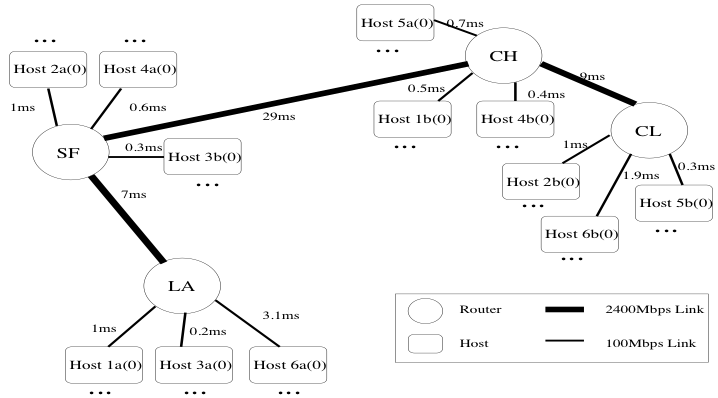 Host 5a(0)
0.7ms
CH
Host 2a(0)
Host 4a(0)
9ms
0.5ms
0.4ms
1ms
0.6ms
29ms
Host 1b(0)
Host 4b(0)
CL
SF
0.3ms
Host 3b(0)
1ms
1.9ms
0.3ms
Host 2b(0)
7ms
Host 5b(0)
Host 6b(0)
LA
1ms
0.2ms
3.1ms
Router
2400Mbps Link
Host
100Mbps Link
Host 1a(0)
Host 3a(0)
Host 6a(0)